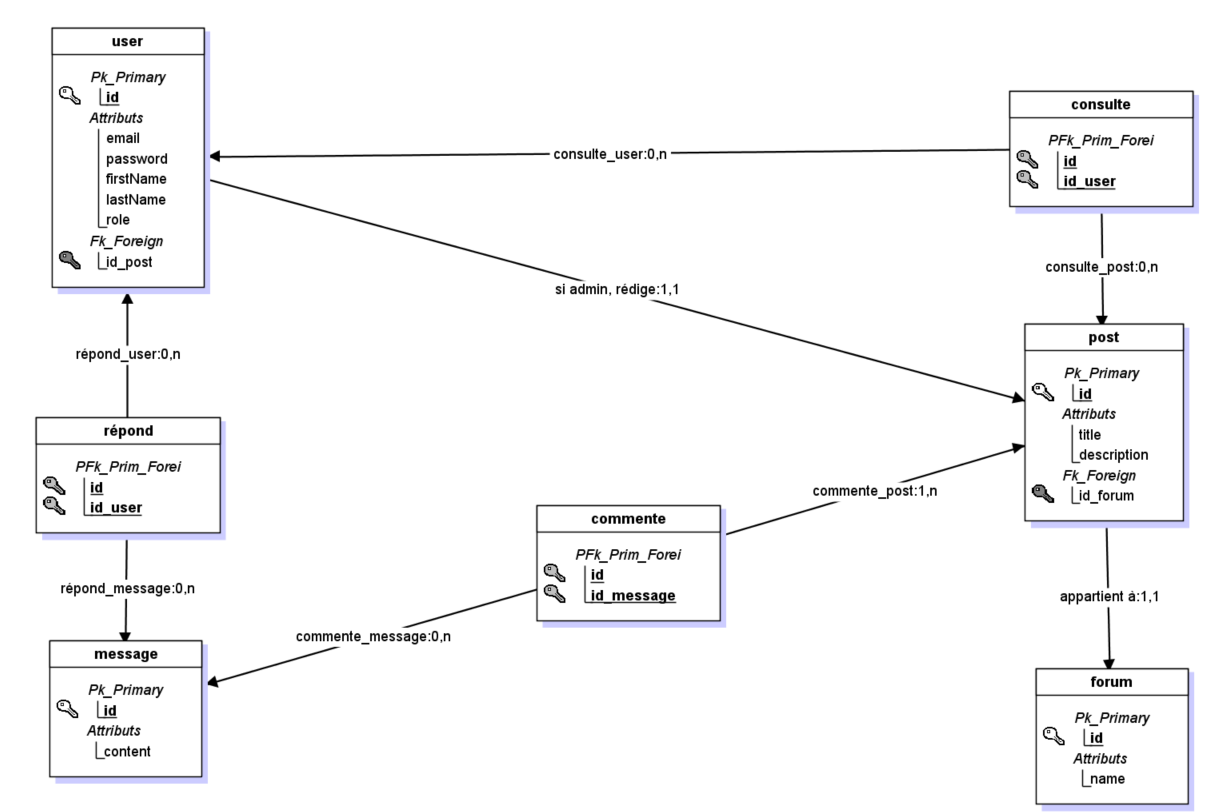 user
Pk_Primary
id
Attributs
email
password
firstName
lastName
role
Fk_Foreign
id_post
consulte
PFk_Prim_Forei
id
id_user
consulte_user:0,n
consulte_post:0,n
si admin, rédige:1,1
post
Pk_Primary
id
Attributs
title
description
Fk_Foreign
id_forum
répond_user:0,n
répond
PFk_Prim_Forei
id
id_user
commente_post:1,n
commente
PFk_Prim_Forei
id
id_message
répond_message:0,n
commente_message:0,n
appartient à:1,1
message
Pk_Primary
id
Attributs
content
forum
Pk_Primary
id
Attributs
name